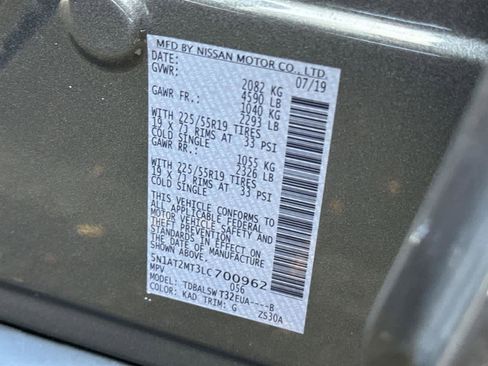 MFD BY NISSAN MOTOR CO., LTD.
DATE: 07/19
GVWR: 2082 KG
4590 LB
GAWR FR.: 1040 KG
2293 LB
WITH 225/55R19 TIRES
19 X 7J RIMS AT 33 PSI
COLD SINGLE
GAWR RR.: 1055 KG
2326 LB
WITH 225/55R19 TIRES
19 X 7J RIMS AT 33 PSI
COLD SINGLE
THIS VEHICLE CONFORMS TO
ALL APPLICABLE FEDERAL
MOTOR VEHICLE SAFETY AND
THEFT PREVENTION
STANDARDS IN EFFECT ON
THE DATE OF MANUFACTURE
SHOWN ABOVE.
5N1AT2MT3LC700962
MPV 056
MODEL: TDBALSWT32EUA----B
COLOR: KAD TRIM: G ZS30A